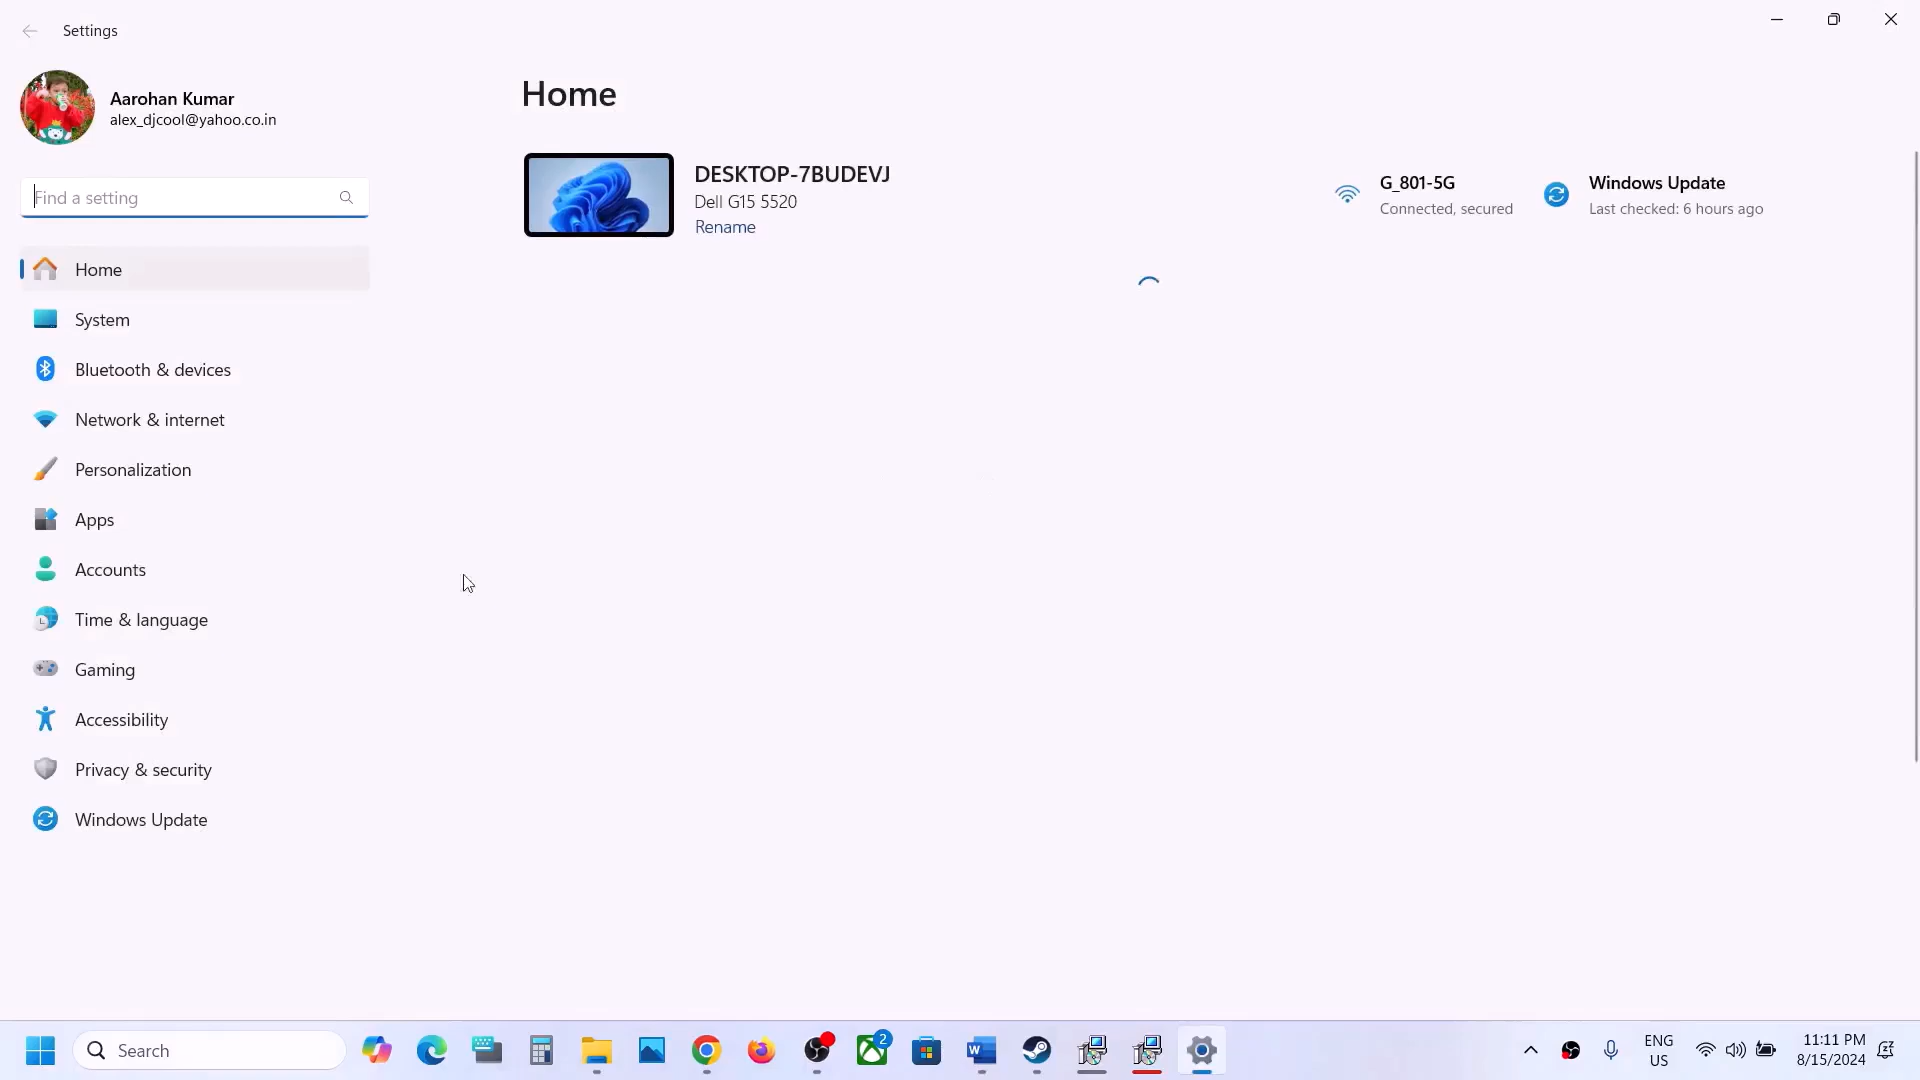 Settings
Aarohan Kumar
alex_djcool@yahoo.co.in
Find a setting
Home
System
Bluetooth & devices
Network & internet
Personalization
Apps
Accounts
Time & language
Gaming
Accessibility
Privacy & security
Windows Update
Home
DESKTOP-7BUDEVJ
Dell G15 5520
Rename
G_801-5G
Connected, secured
Windows Update
Last checked: 6 hours ago
Search
2
ENG
US
11:11 PM
8/15/2024